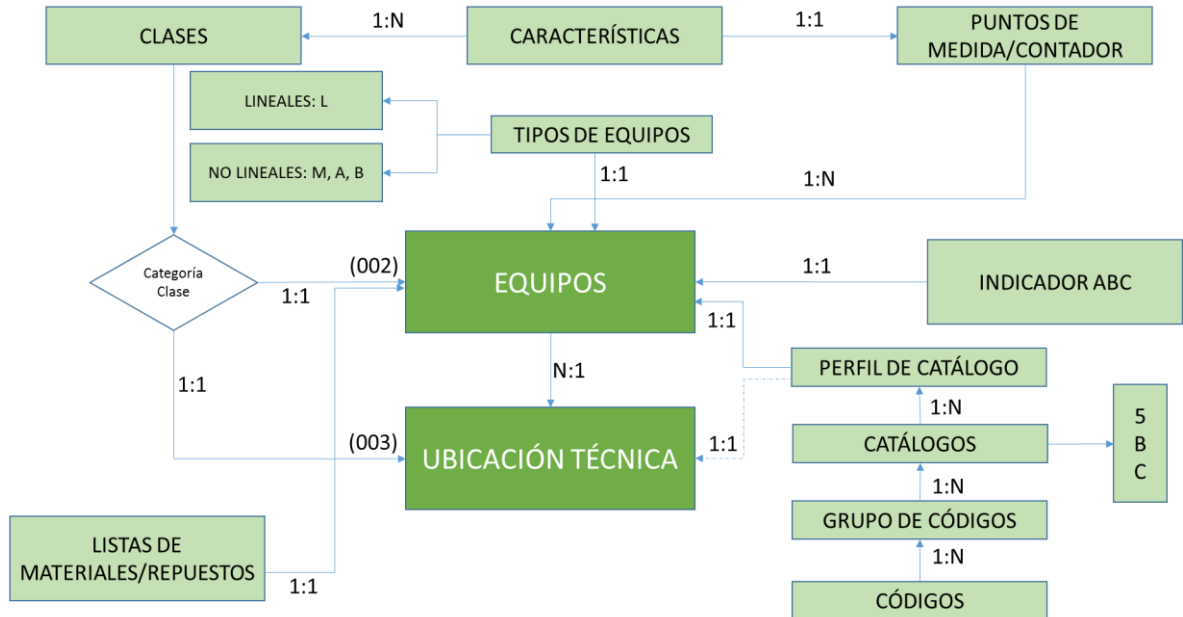 CLASES
1:N
CARACTERÍSTICAS
1:1
PUNTOS DE
MEDIDA/CONTADOR
LINEALES: L
TIPOS DE EQUIPOS
NO LINEALES: M, A, B
1:1
1:N
Categoría
Clase
(002)
1:1
EQUIPOS
1:1
INDICADOR ABC
1:1
1:1
N:1
PERFIL DE CATÁLOGO
1:N
(003)
UBICACIÓN TÉCNICA
1:1
CATÁLOGOS
5
B
C
1:N
GRUPO DE CÓDIGOS
LISTAS DE
MATERIALES/REPUESTOS
1:1
1:N
CÓDIGOS